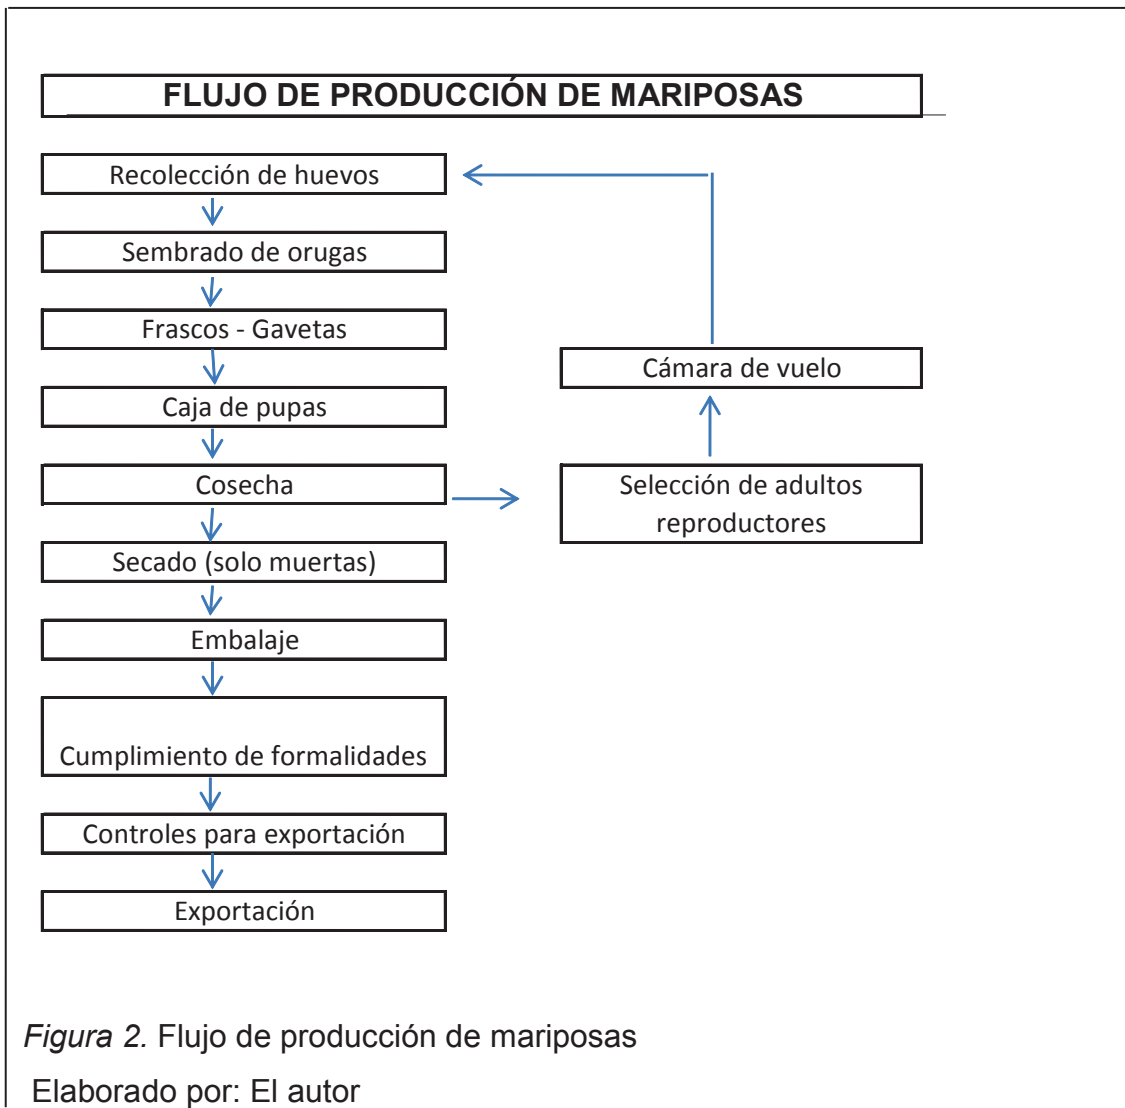 FLUJO DE PRODUCCIÓN DE MARIPOSAS
Recolección de huevos
Sembrado de orugas
Frascos - Gavetas
Caja de pupas
Cosecha
Secado (solo muertas)
Embalaje
Cumplimiento de formalidades
Controles para exportación
Exportación
Cámara de vuelo
Selección de adultos
reproductores
Figura 2. Flujo de producción de mariposas
Elaborado por: El autor